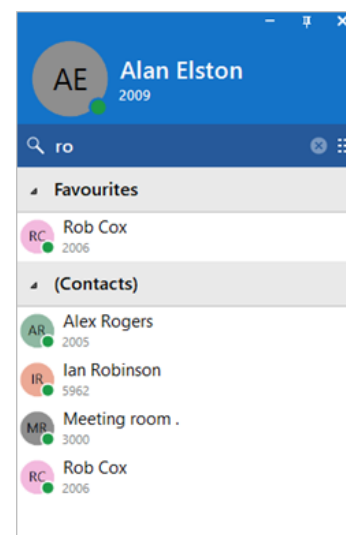 AE
Alan Elston
2009
ro
Favourites
RC
Rob Cox
2006
(Contacts)
AR
Alex Rogers
2005
IR
Ian Robinson
5962
MR
Meeting room .
3000
RC
Rob Cox
2006